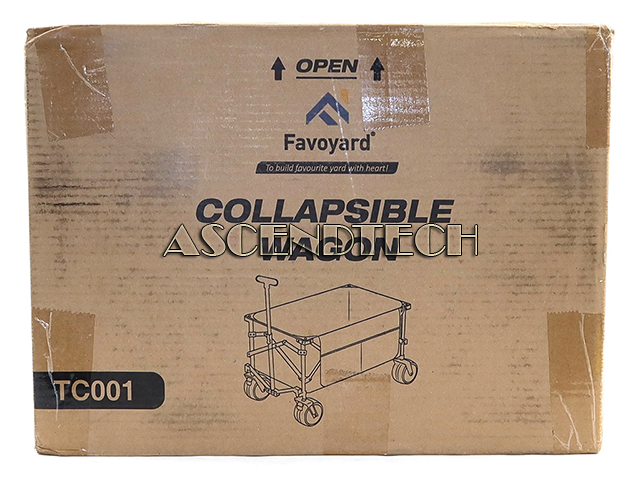 OPEN
Favoyard®
To build favourite yard with heart!
COLLAPSIBLE
WAGON
ASCENDTECH
TC001